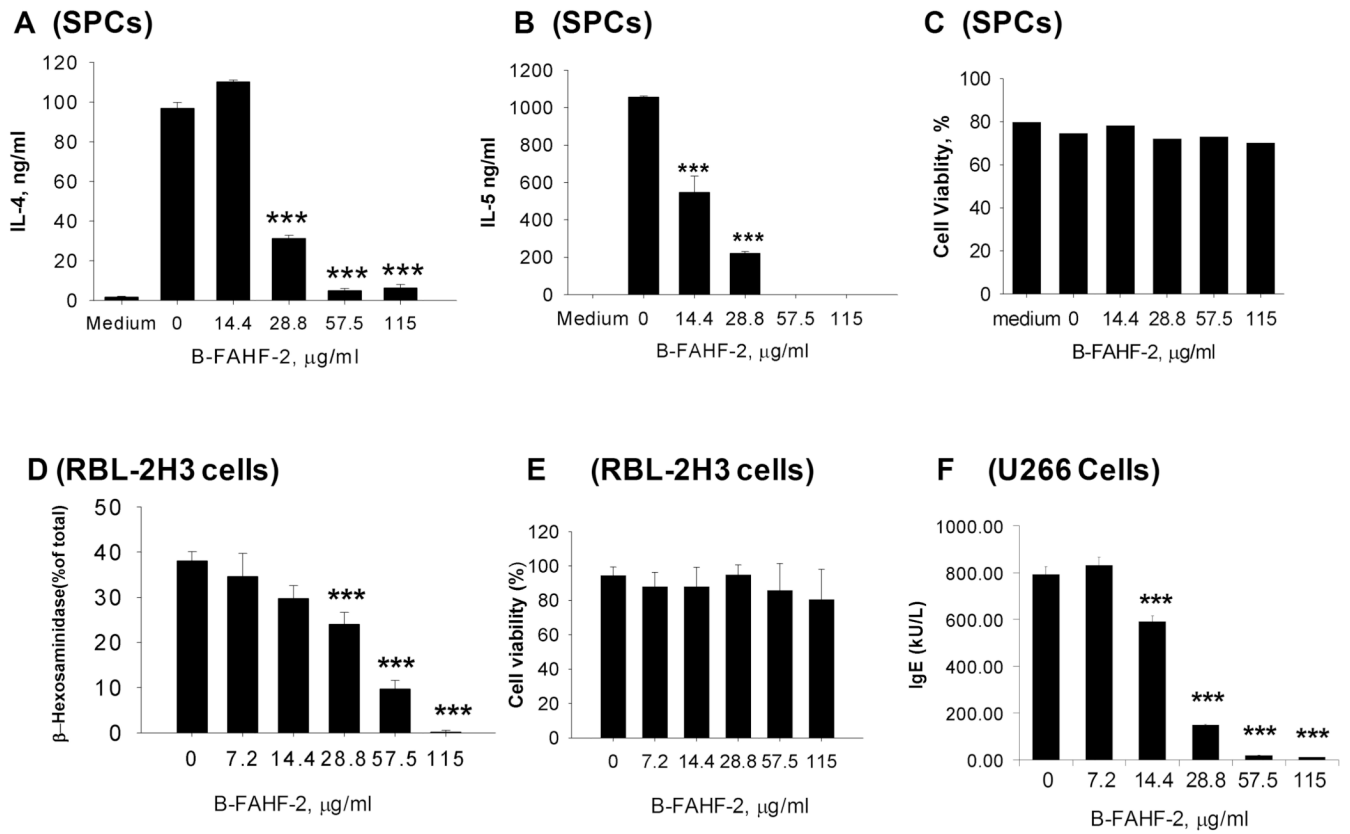 A (SPCs)
IL-4, ng/ml
120
100
80
60
40
20
0
***
***
***
Medium 0 14.4 28.8 57.5 115
B-FAHF-2, μg/ml
B (SPCs)
IL-5 ng/ml
1200
1000
800
600
400
200
0
***
***
Medium 0 14.4 28.8 57.5 115
B-FAHF-2, μg/ml
C (SPCs)
Cell Viablity, %
100
80
60
40
20
0
medium 0 14.4 28.8 57.5 115
B-FAHF-2, μg/ml
D (RBL-2H3 cells)
β–Hexosaminidase(%of total)
50
40
30
20
10
0
***
***
***
0 7.2 14.4 28.8 57.5 115
B-FAHF-2, μg/ml
E (RBL-2H3 cells)
Cell viability (%)
120
100
80
60
40
20
0
0 7.2 14.4 28.8 57.5 115
B-FAHF-2, μg/ml
F (U266 Cells)
IgE (kU/L)
1000.00
800.00
600.00
400.00
200.00
0.00
***
***
***
***
0 7.2 14.4 28.8 57.5 115
B-FAHF-2, μg/ml